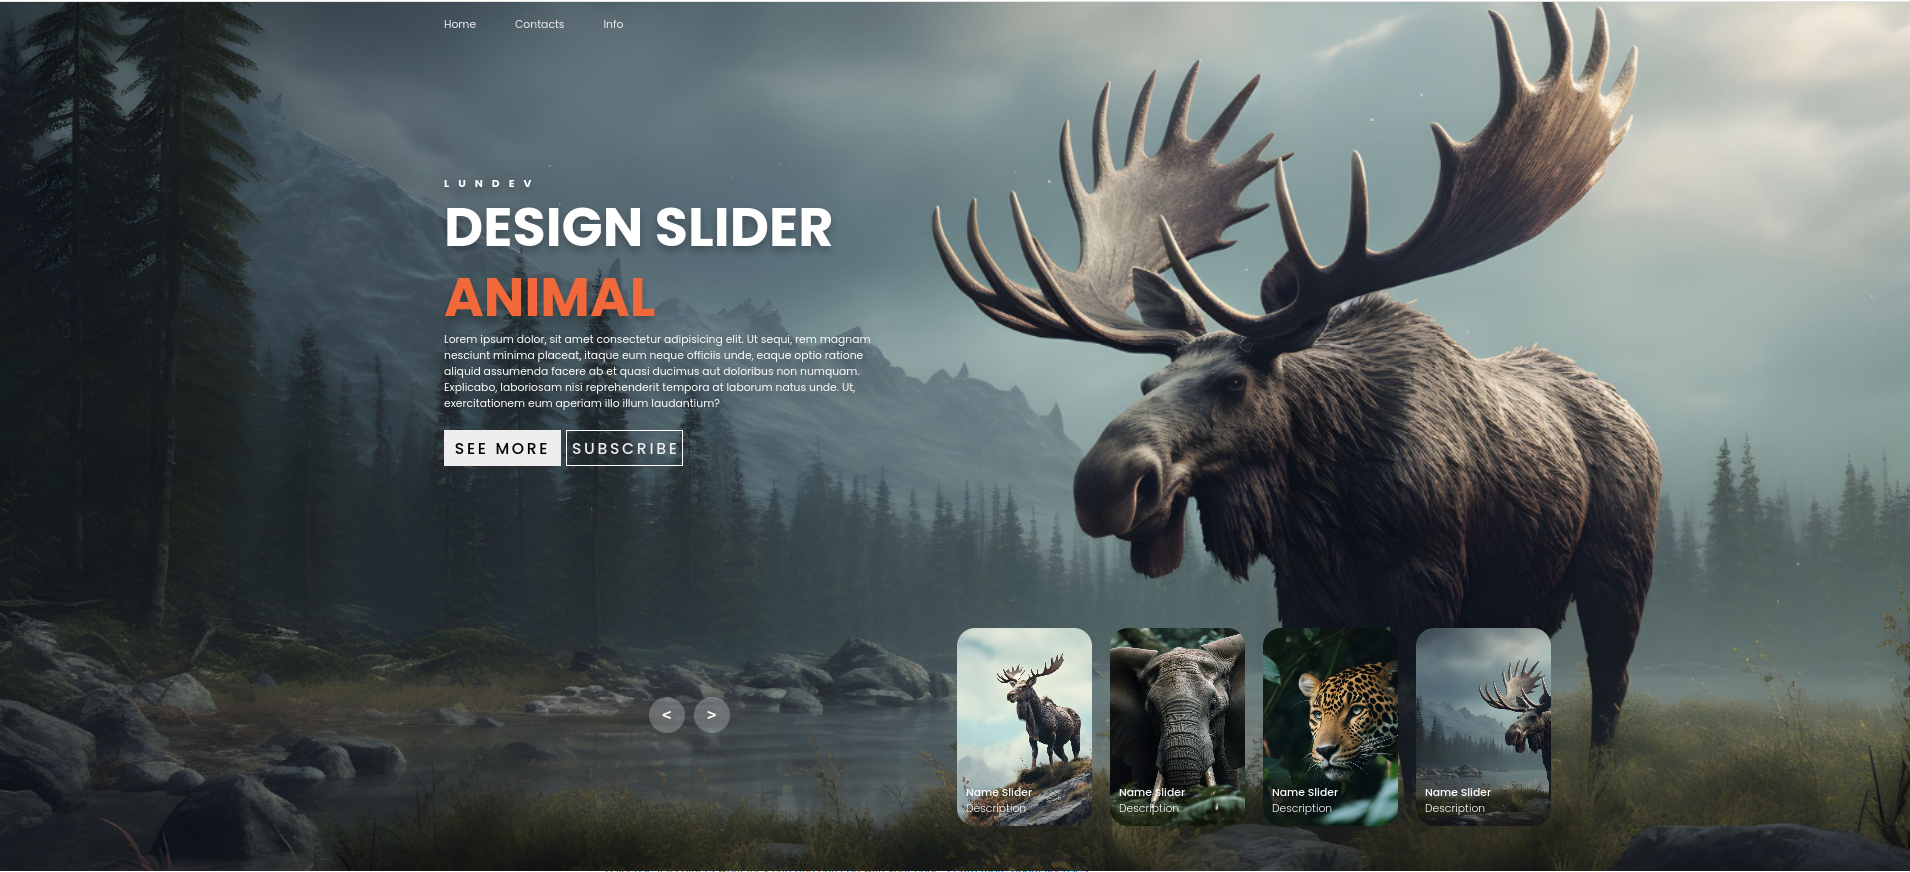 Home Contacts Info
LUNDEV
DESIGN SLIDER
ANIMAL
Lorem ipsum dolor, sit amet consectetur adipisicing elit. Ut sequi, rem magnam
nesciunt minima placeat, itaque eum neque officiis unde, eaque optio ratione
aliquid assumenda facere ab et quasi ducimus aut doloribus non numquam.
Explicabo, laboriosam nisi reprehenderit tempora at laborum natus unde. Ut,
exercitationem eum aperiam illo illum laudantium?
SEE MORE SUBSCRIBE
< >
Name Slider
Description
Name Slider
Description
Name Slider
Description
Name Slider
Description